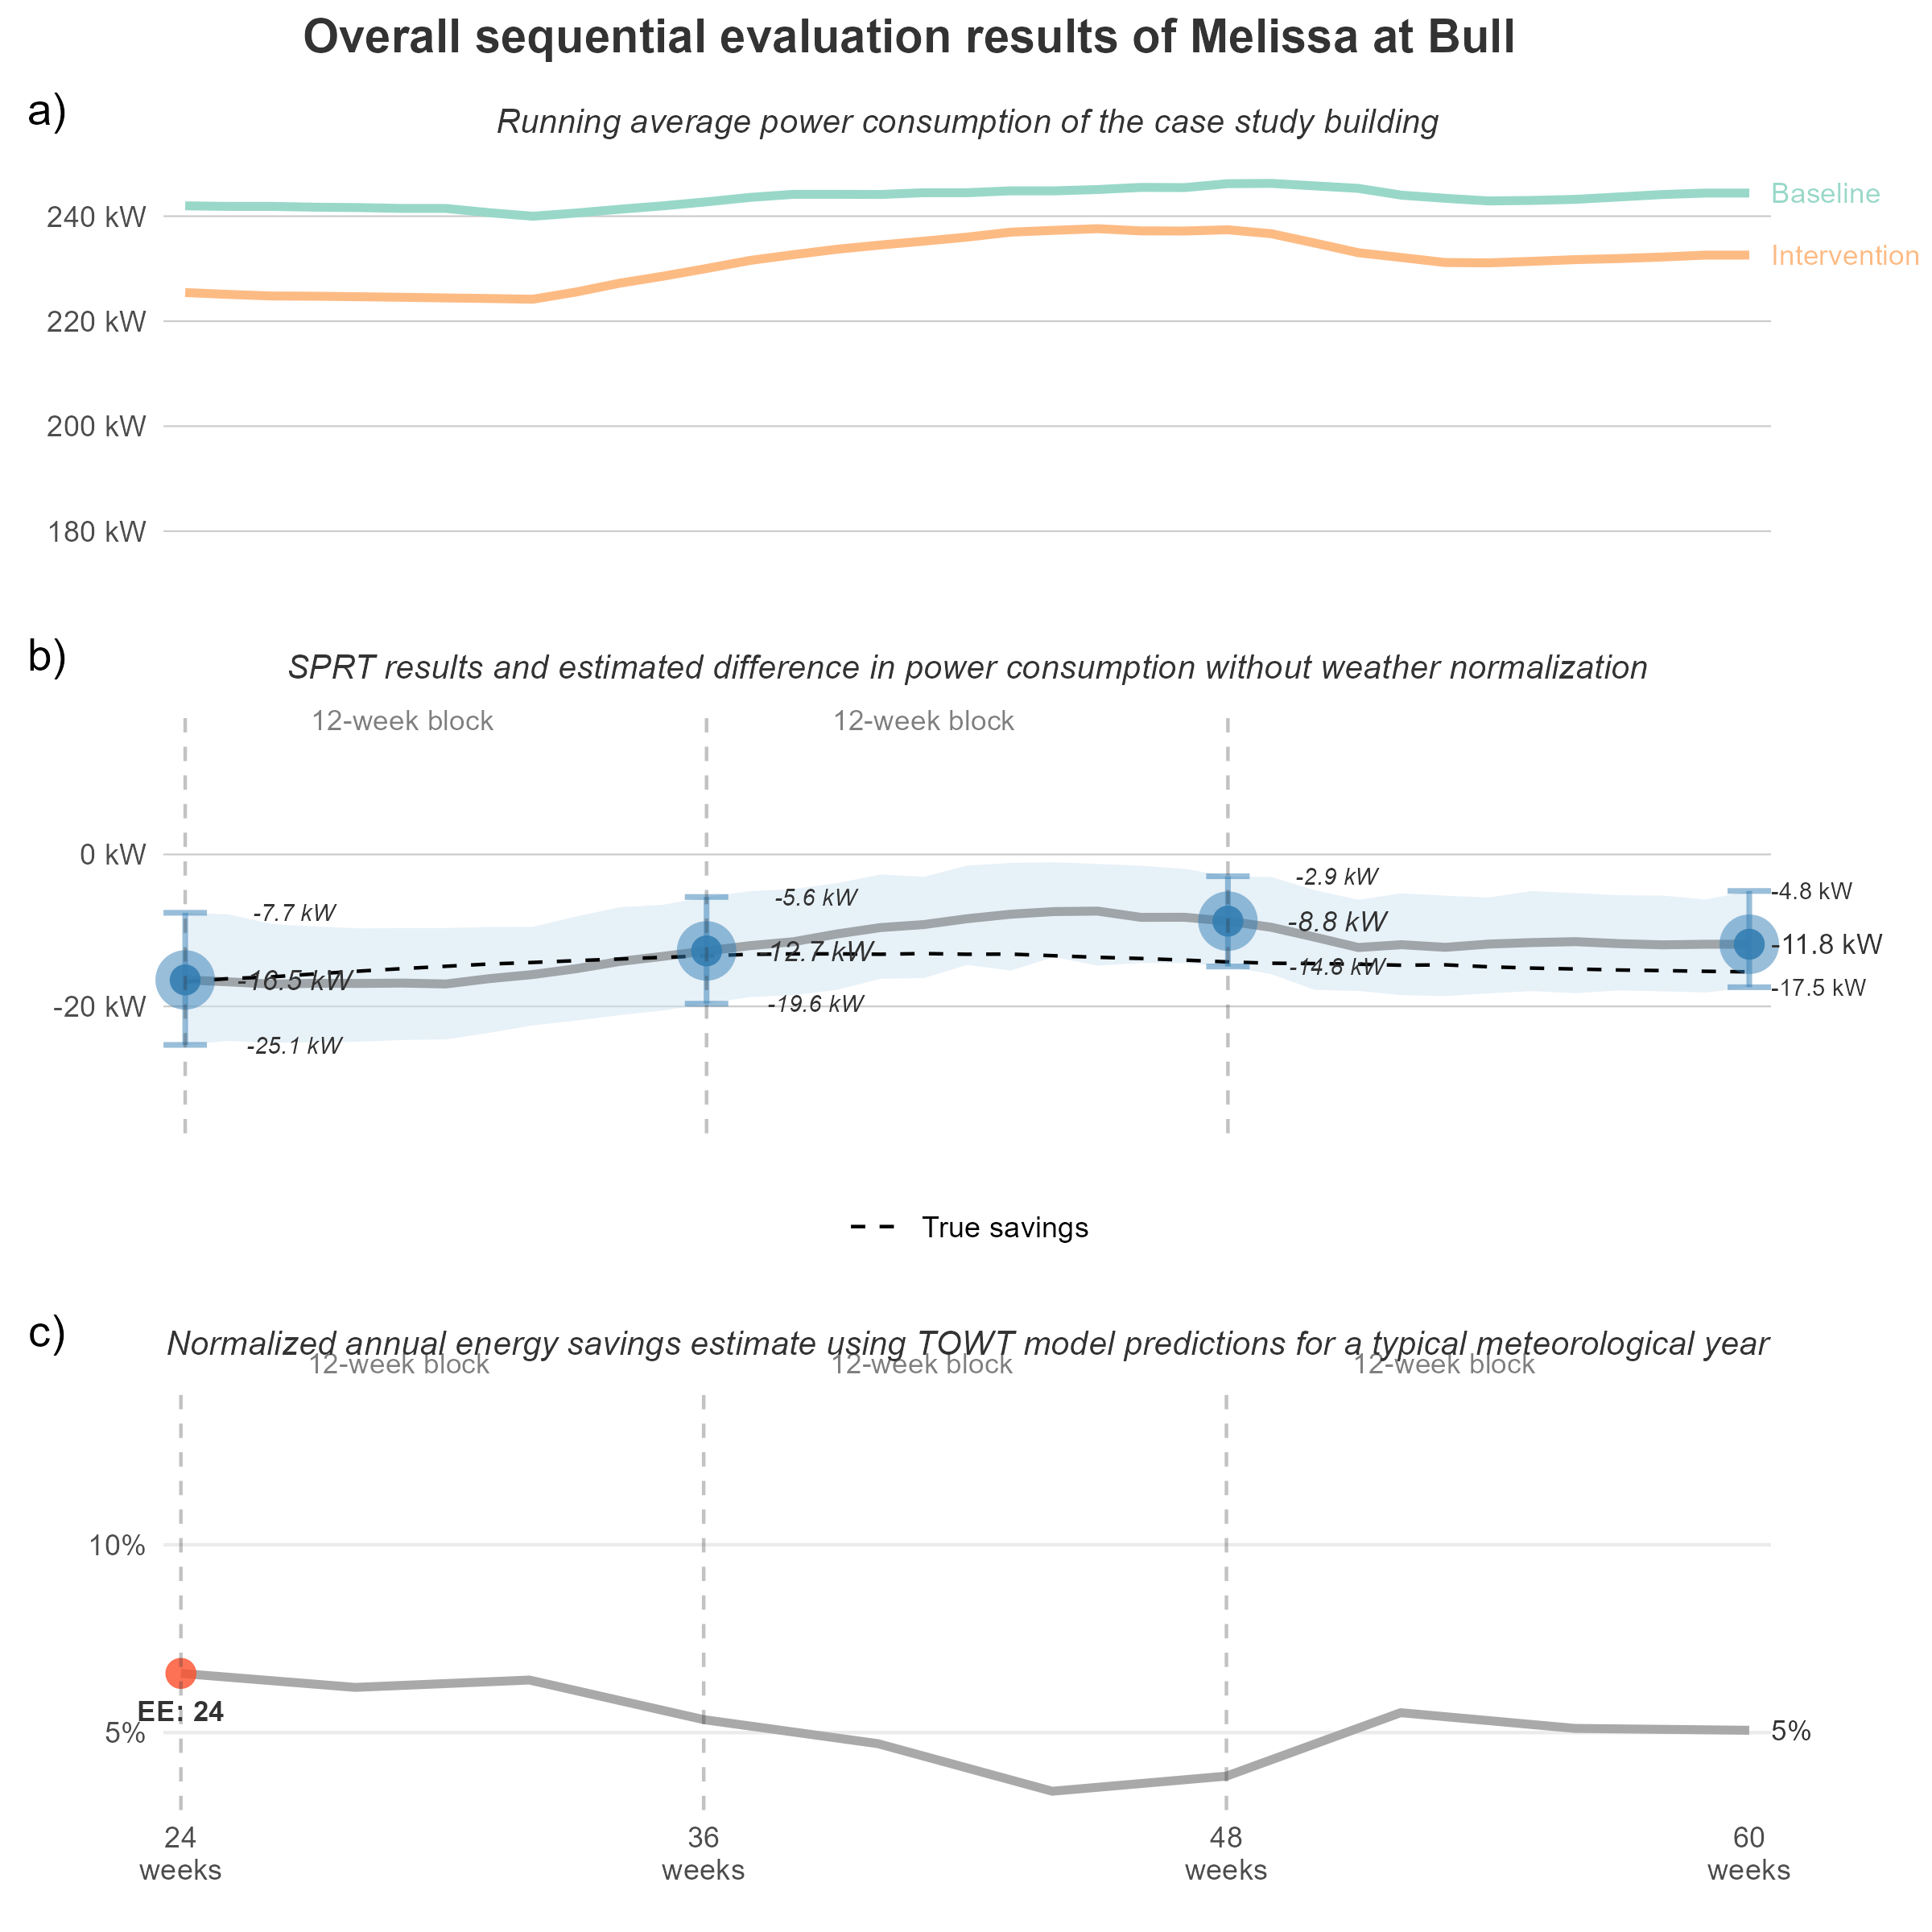 Overall sequential evaluation results of Melissa at Bull
a)
Running average power consumption of the case study building
240 kW
220 kW
200 kW
180 kW
Baseline
Intervention
b)
SPRT results and estimated difference in power consumption without weather normalization
12-week block
12-week block
0 kW
-20 kW
-7.7 kW
-16.5 kW
-25.1 kW
-5.6 kW
-12.7 kW
-19.6 kW
-2.9 kW
-8.8 kW
-14.8 kW
-4.8 kW
-11.8 kW
-17.5 kW
True savings
c)
Normalized annual energy savings estimate using TOWT model predictions for a typical meteorological year
12-week block
12-week block
12-week block
10%
5%
EE: 24
5%
24
weeks
36
weeks
48
weeks
60
weeks